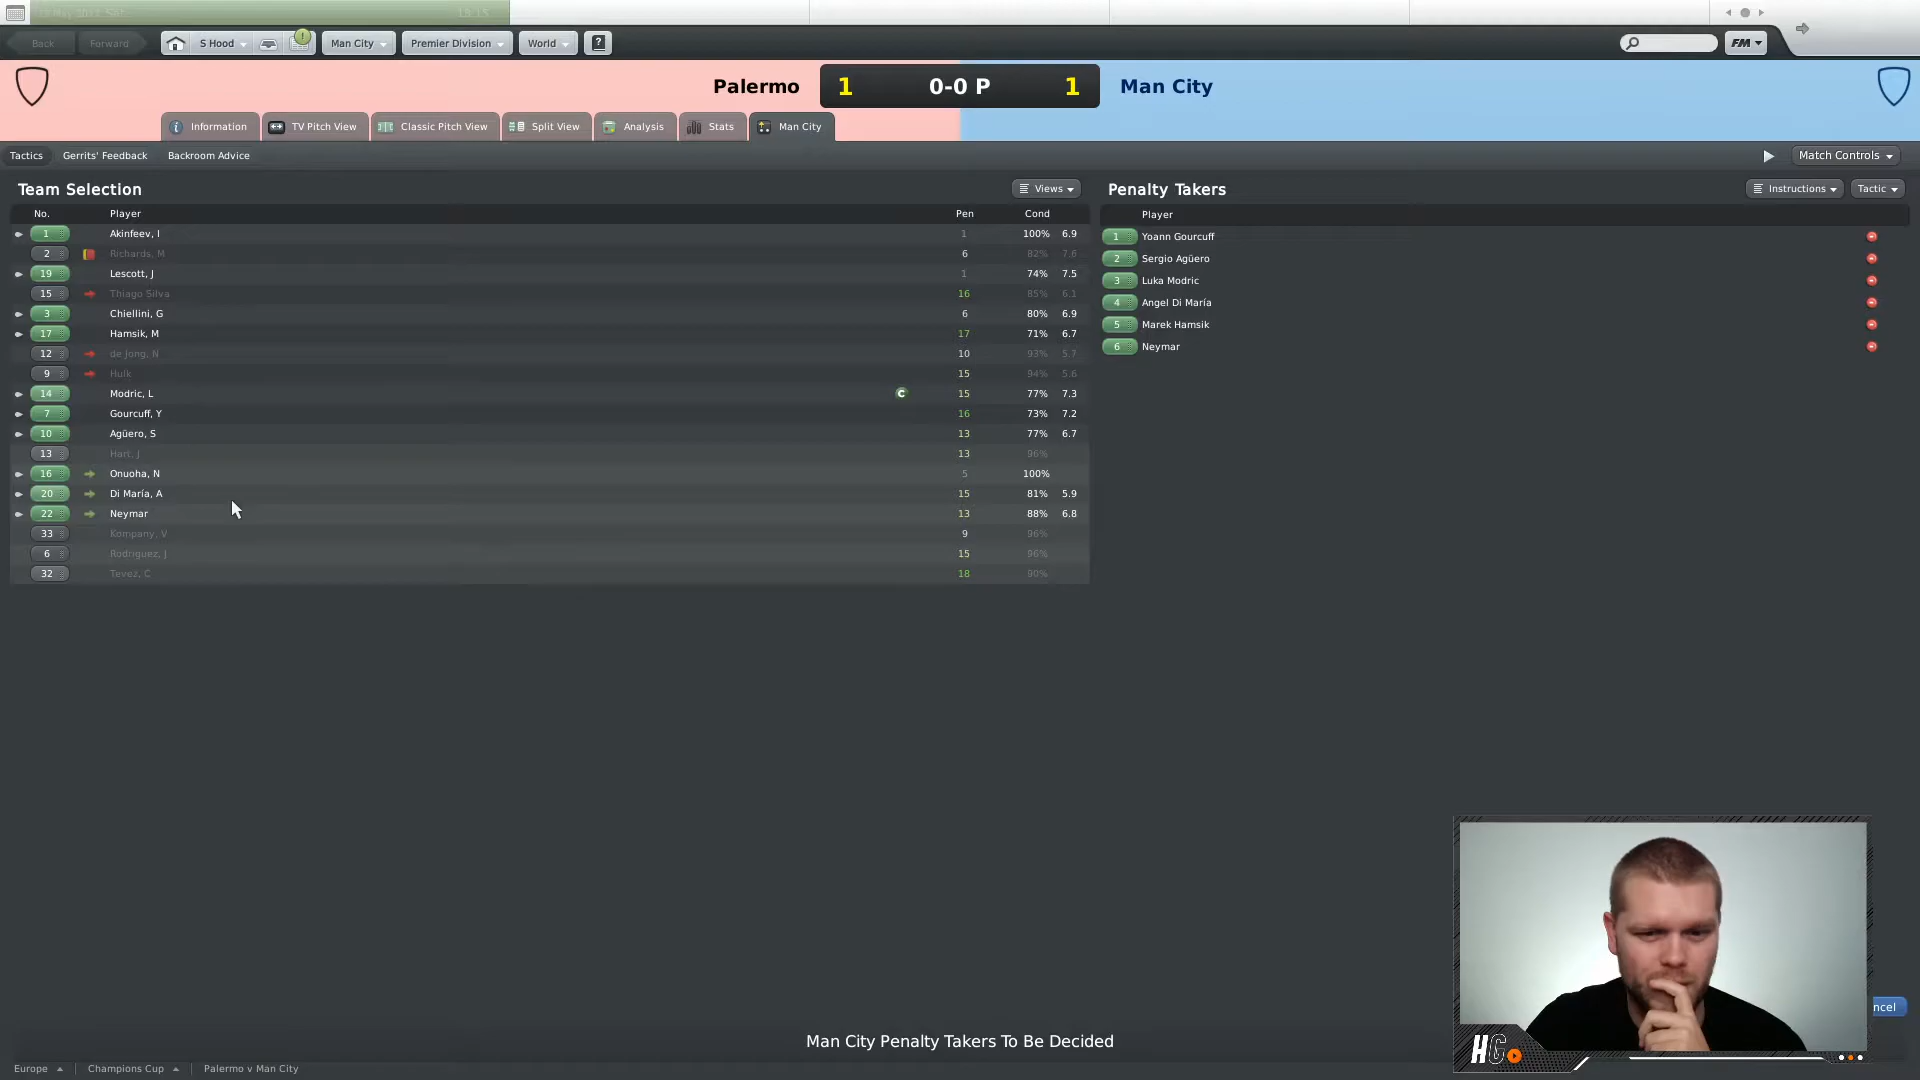 19:15
Back Forward S Hood Man City Premier Division World ? FM
Palermo 1 0-0 P 1 Man City
Information TV Pitch View Classic Pitch View Split View Analysis Stats Man City
Tactics Gerrits' Feedback Backroom Advice Match Controls
Team Selection Views
No. Player Pen Cond
1 Akinfeev, I 1 100% 6.9
2 Richards, M 6 82% 7.6
19 Lescott, J 1 74% 7.5
15 Thiago Silva 16 85% 6.1
3 Chiellini, G 6 80% 6.9
17 Hamsik, M 17 71% 6.7
12 de Jong, N 10 93% 5.7
9 Hulk 15 94% 5.6
14 Modric, L C 15 77% 7.3
7 Gourcuff, Y 16 73% 7.2
10 Agüero, S 13 77% 6.7
13 Hart, J 13 96%
16 Onuoha, N 5 100%
20 Di María, A 15 81% 5.9
22 Neymar 13 88% 6.8
33 Kompany, V 9 96%
6 Rodriguez, J 15 96%
32 Tevez, C 18 90%
Penalty Takers Instructions Tactic
Player
1 Yoann Gourcuff
2 Sergio Agüero
3 Luka Modric
4 Angel Di María
5 Marek Hamsik
6 Neymar
ncel
HG
Man City Penalty Takers To Be Decided
Europe Champions Cup Palermo v Man City